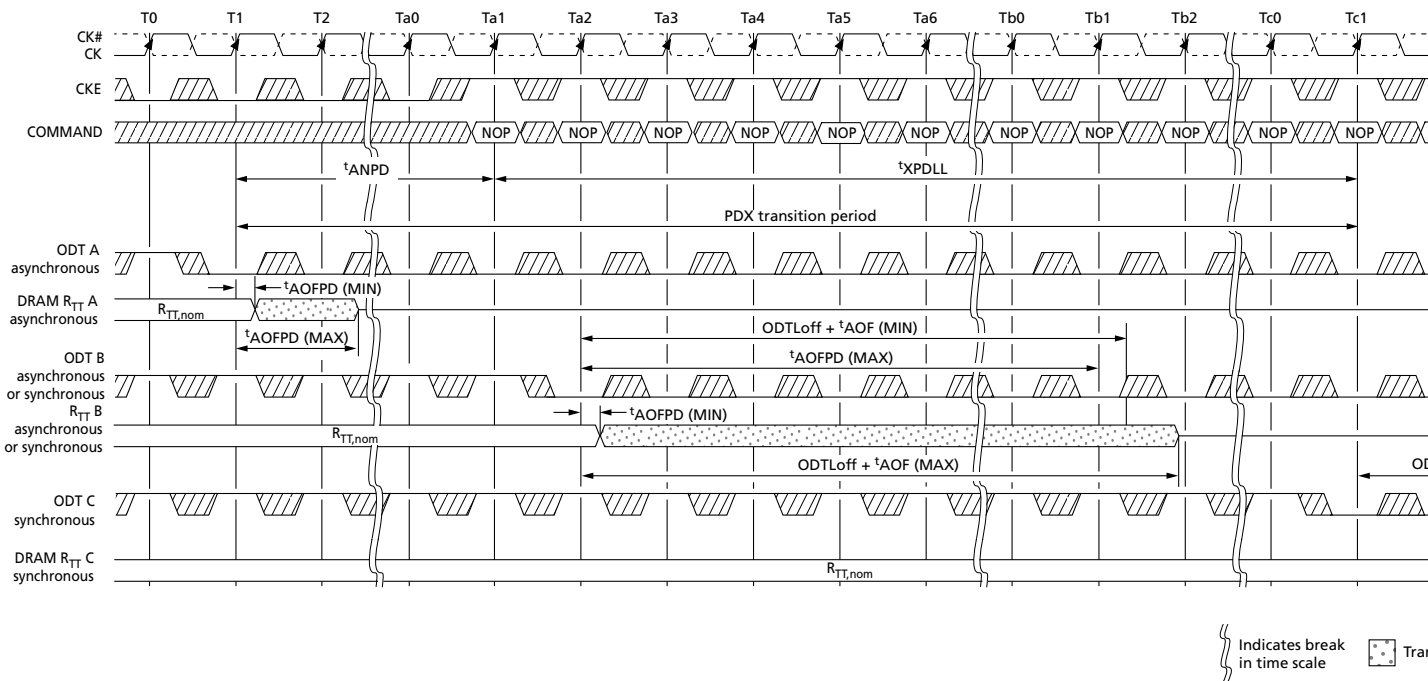 T0 T1 T2 Ta0 Ta1 Ta2 Ta3 Ta4 Ta5 Ta6 Tb0 Tb1 Tb2 Tc0 Tc1
CK#
CK
CKE
COMMAND NOP NOP NOP NOP NOP NOP NOP NOP NOP NOP NOP
tANPD tXPDLL
PDX transition period
ODT A
asynchronous
tAOFPD (MIN)
DRAM RTT A
asynchronous
RTT,nom
tAOFPD (MAX)
ODTLoff + tAOF (MIN)
tAOFPD (MAX)
ODT B
asynchronous
or synchronous
tAOFPD (MIN)
RTT B
asynchronous
or synchronous
RTT,nom
ODTLoff + tAOF (MAX)
ODT C
synchronous
DRAM RTT C
synchronous
RTT,nom
Indicates break
in time scale